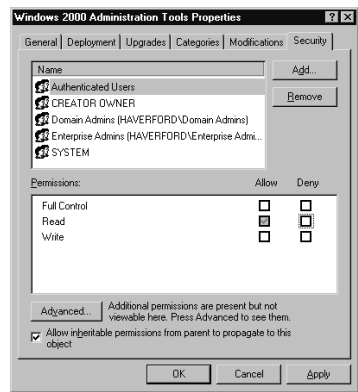 Windows 2000 Administration Tools Properties
General Deployment Upgrades Categories Modifications Security
Name
Add...
Authenticated Users
CREATOR OWNER
Remove
Domain Admins (HAVERFORD\Domain Admins)
Enterprise Admins (HAVERFORD\Enterprise Admi...
SYSTEM
Permissions: Allow Deny
Full Control
Read
Write
Advanced... Additional permissions are present but not
viewable here. Press Advanced to see them.
Allow inheritable permissions from parent to propagate to this
object
OK Cancel Apply